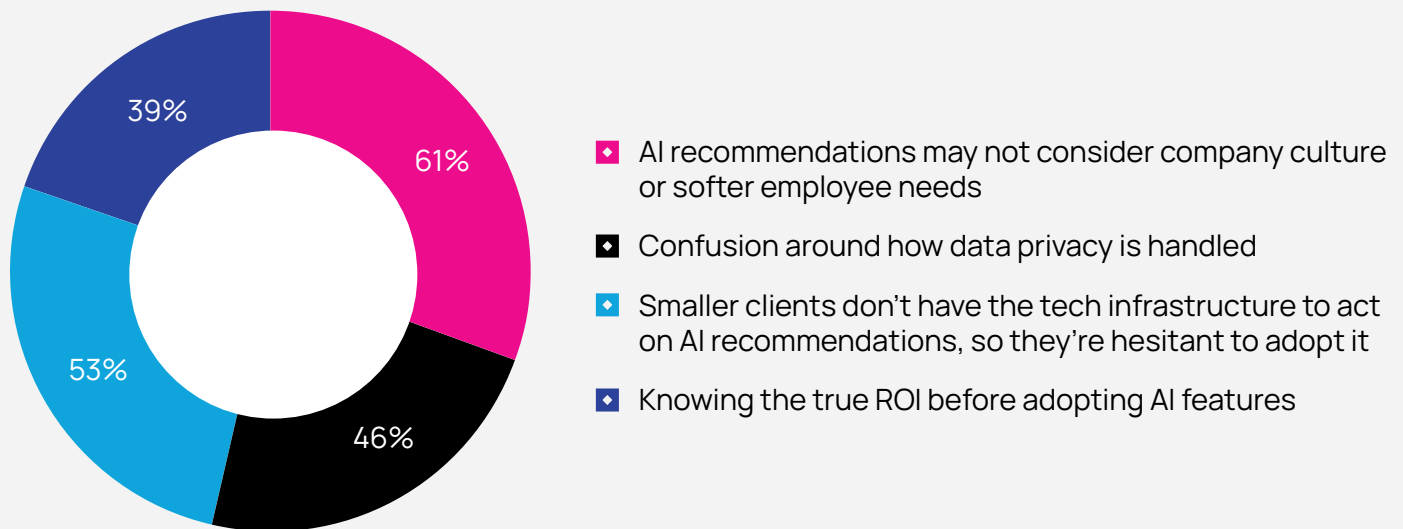 39%
61%
53%
46%
AI recommendations may not consider company culture
or softer employee needs
Confusion around how data privacy is handled
Smaller clients don’t have the tech infrastructure to act
on AI recommendations, so they’re hesitant to adopt it
Knowing the true ROI before adopting AI features